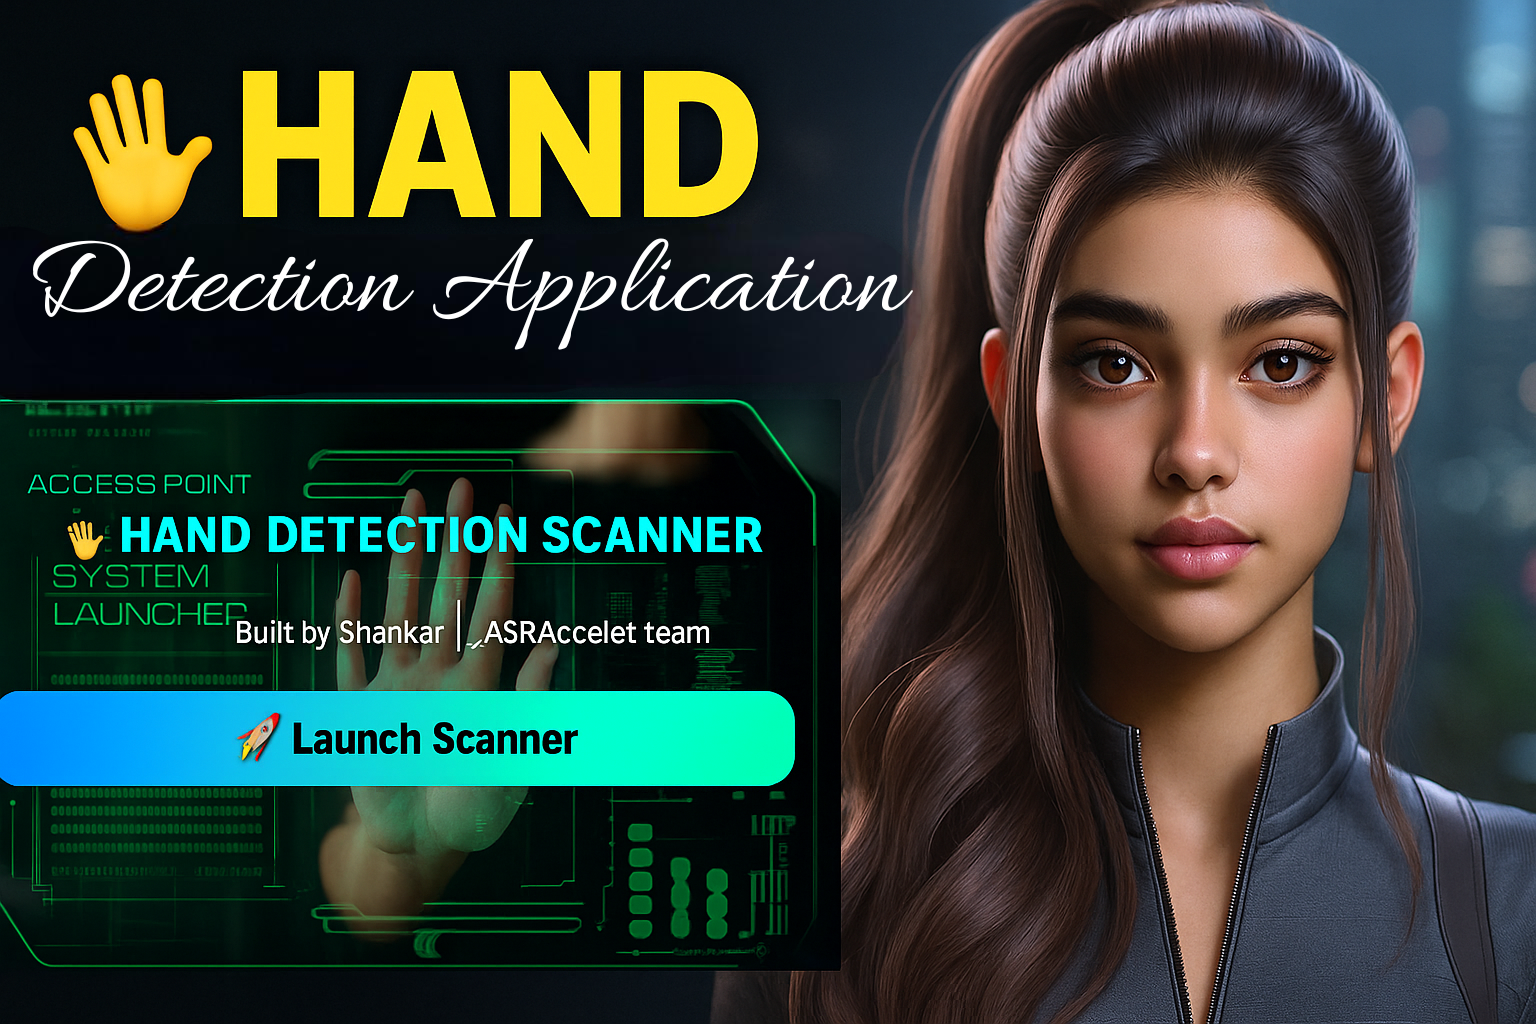 HAND
Detection Application
ACCESS POINT
HAND DETECTION SCANNER
SYSTEM
LAUNCHER
Built by Shankar | ASRAccelet team
Launch Scanner